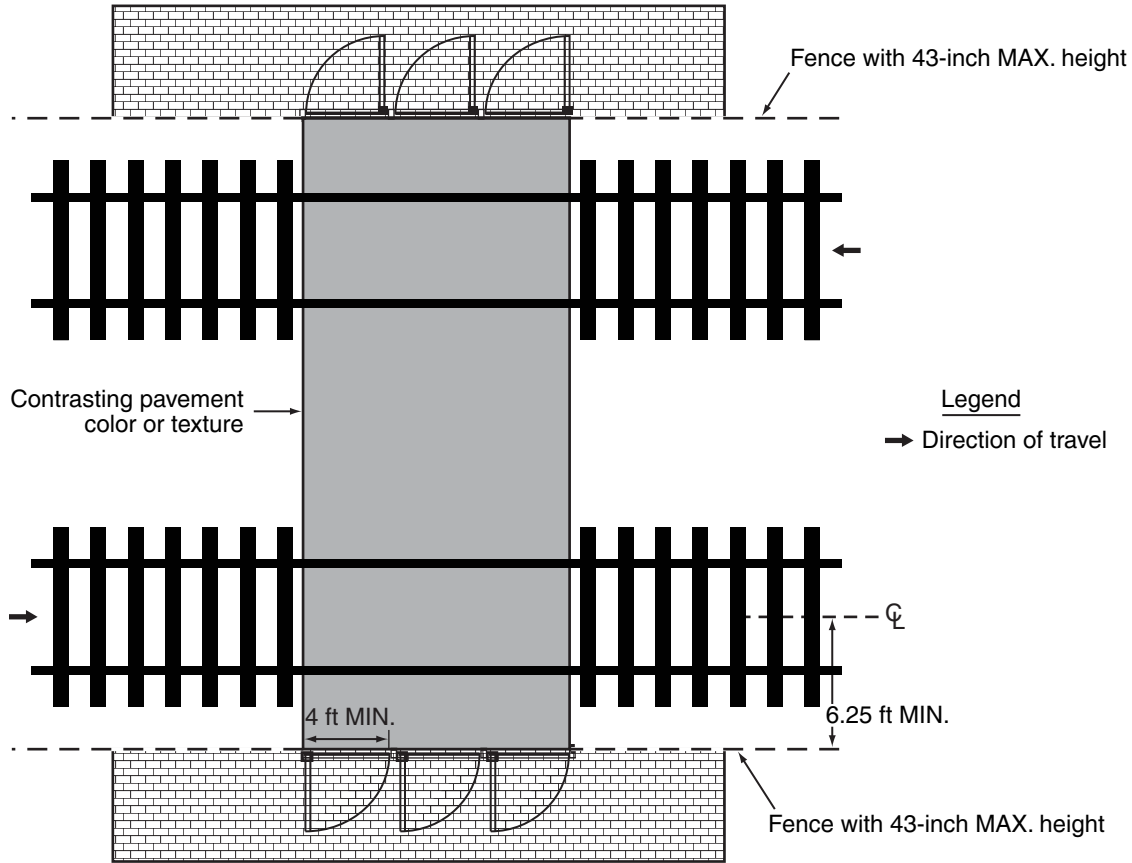 Fence with 43-inch MAX. height
Contrasting pavement
color or texture
Legend
Direction of travel
℄
4 ft MIN.
6.25 ft MIN.
Fence with 43-inch MAX. height